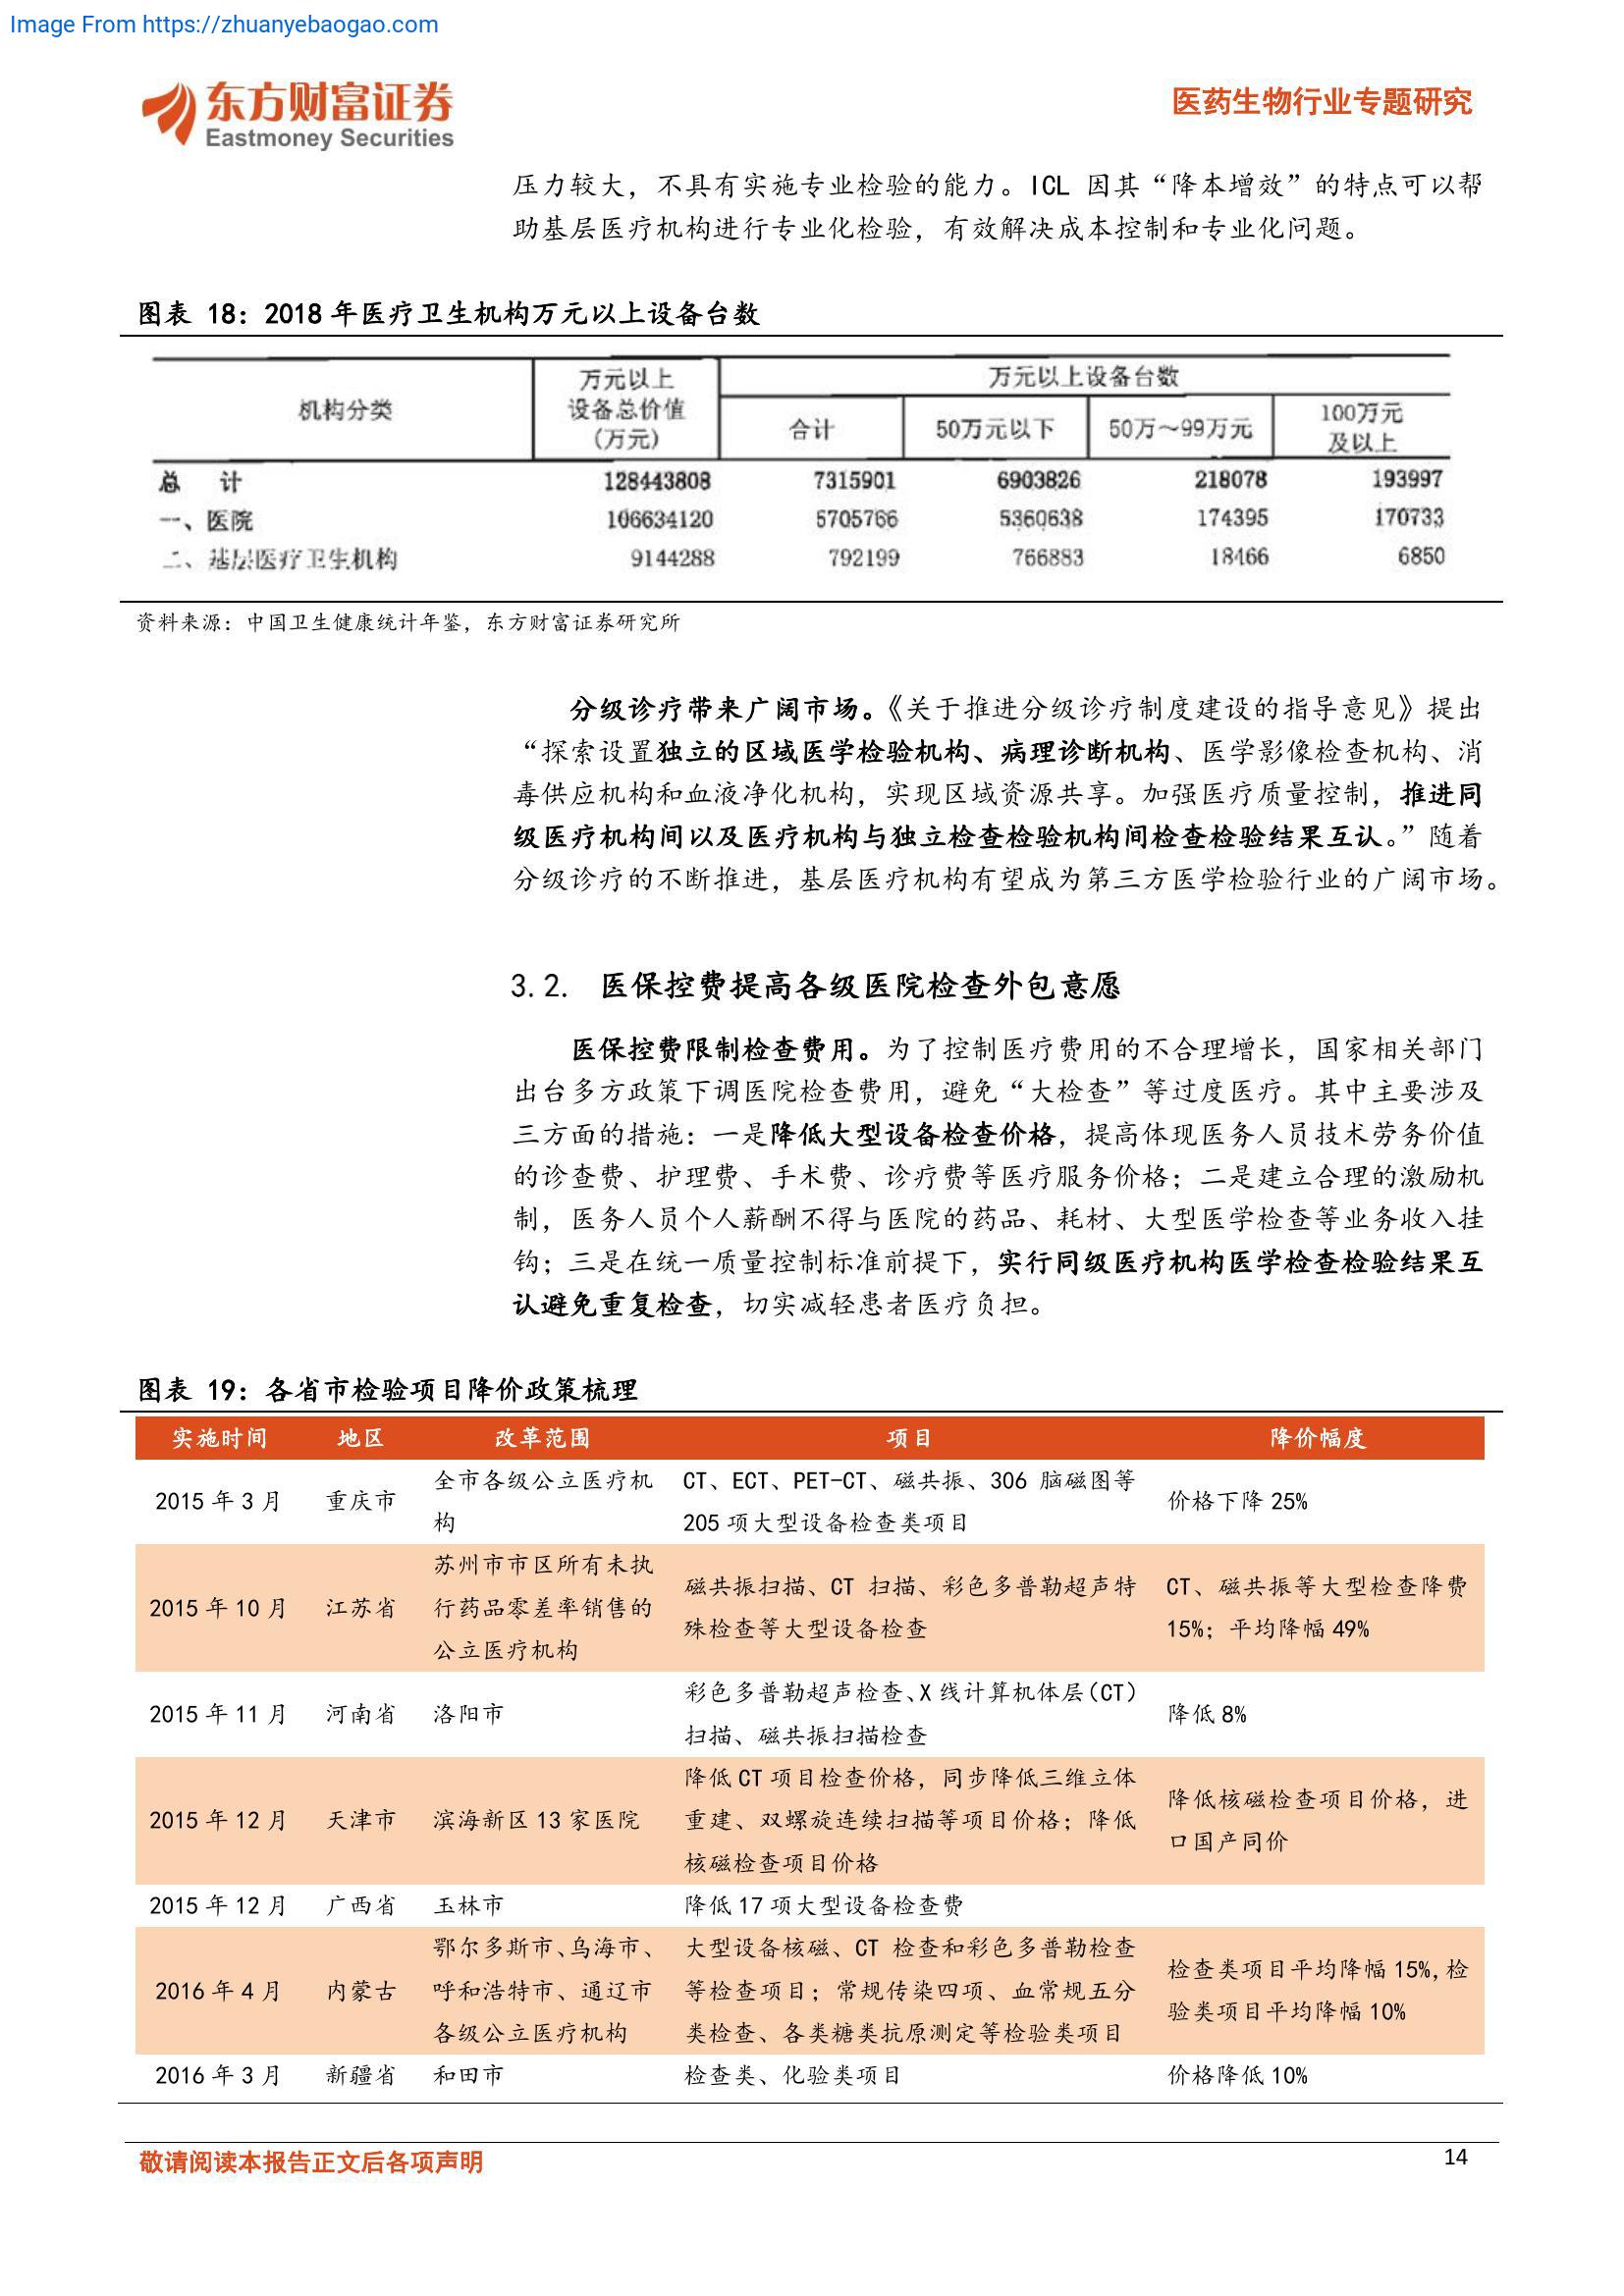 Image From https://zhuanyebaogao.com
东方财富证券
Eastmoney Securities
医药生物行业专题研究
压力较大，不具有实施专业检验的能力。ICL 因其“降本增效”的特点可以帮
助基层医疗机构进行专业化检验，有效解决成本控制和专业化问题。
图表 18：2018 年医疗卫生机构万元以上设备台数
机构分类 万元以上设备总价值(万元) 万元以上设备台数
合计 50万元以下 50万～99万元 100万元及以上
总 计 128443808 7315901 6903826 218078 193997
一、医院 106634120 5705766 5360638 174395 170733
二、基层医疗卫生机构 9144288 792199 766883 18466 6850
资料来源：中国卫生健康统计年鉴，东方财富证券研究所
分级诊疗带来广阔市场。《关于推进分级诊疗制度建设的指导意见》提出
“探索设置独立的区域医学检验机构、病理诊断机构、医学影像检查机构、消
毒供应机构和血液净化机构，实现区域资源共享。加强医疗质量控制，推进同
级医疗机构间以及医疗机构与独立检查检验机构间检查检验结果互认。”随着
分级诊疗的不断推进，基层医疗机构有望成为第三方医学检验行业的广阔市场。
3.2. 医保控费提高各级医院检查外包意愿
医保控费限制检查费用。为了控制医疗费用的不合理增长，国家相关部门
出台多方政策下调医院检查费用，避免“大检查”等过度医疗。其中主要涉及
三方面的措施：一是降低大型设备检查价格，提高体现医务人员技术劳务价值
的诊查费、护理费、手术费、诊疗费等医疗服务价格；二是建立合理的激励机
制，医务人员个人薪酬不得与医院的药品、耗材、大型医学检查等业务收入挂
钩；三是在统一质量控制标准前提下，实行同级医疗机构医学检查检验结果互
认避免重复检查，切实减轻患者医疗负担。
图表 19：各省市检验项目降价政策梳理
实施时间 地区 改革范围 项目 降价幅度
2015 年 3 月 重庆市 全市各级公立医疗机构 CT、ECT、PET-CT、磁共振、306 脑磁图等205 项大型设备检查类项目 价格下降 25%
2015 年 10 月 江苏省 苏州市市区所有未执行药品零差率销售的公立医疗机构 磁共振扫描、CT 扫描、彩色多普勒超声特殊检查等大型设备检查 CT、磁共振等大型检查降费15%；平均降幅 49%
2015 年 11 月 河南省 洛阳市 彩色多普勒超声检查、X 线计算机体层（CT）扫描、磁共振扫描检查 降低 8%
2015 年 12 月 天津市 滨海新区 13 家医院 降低 CT 项目检查价格，同步降低三维立体重建、双螺旋连续扫描等项目价格；降低核磁检查项目价格 降低核磁检查项目价格，进口国产同价
2015 年 12 月 广西省 玉林市 降低 17 项大型设备检查费
2016 年 4 月 内蒙古 鄂尔多斯市、乌海市、呼和浩特市、通辽市各级公立医疗机构 大型设备核磁、CT 检查和彩色多普勒检查等检查项目；常规传染四项、血常规五分类检查、各类糖类抗原测定等检验类项目 检查类项目平均降幅 15%,检验类项目平均降幅 10%
2016 年 3 月 新疆省 和田市 检查类、化验类项目 价格降低 10%
敬请阅读本报告正文后各项声明
14